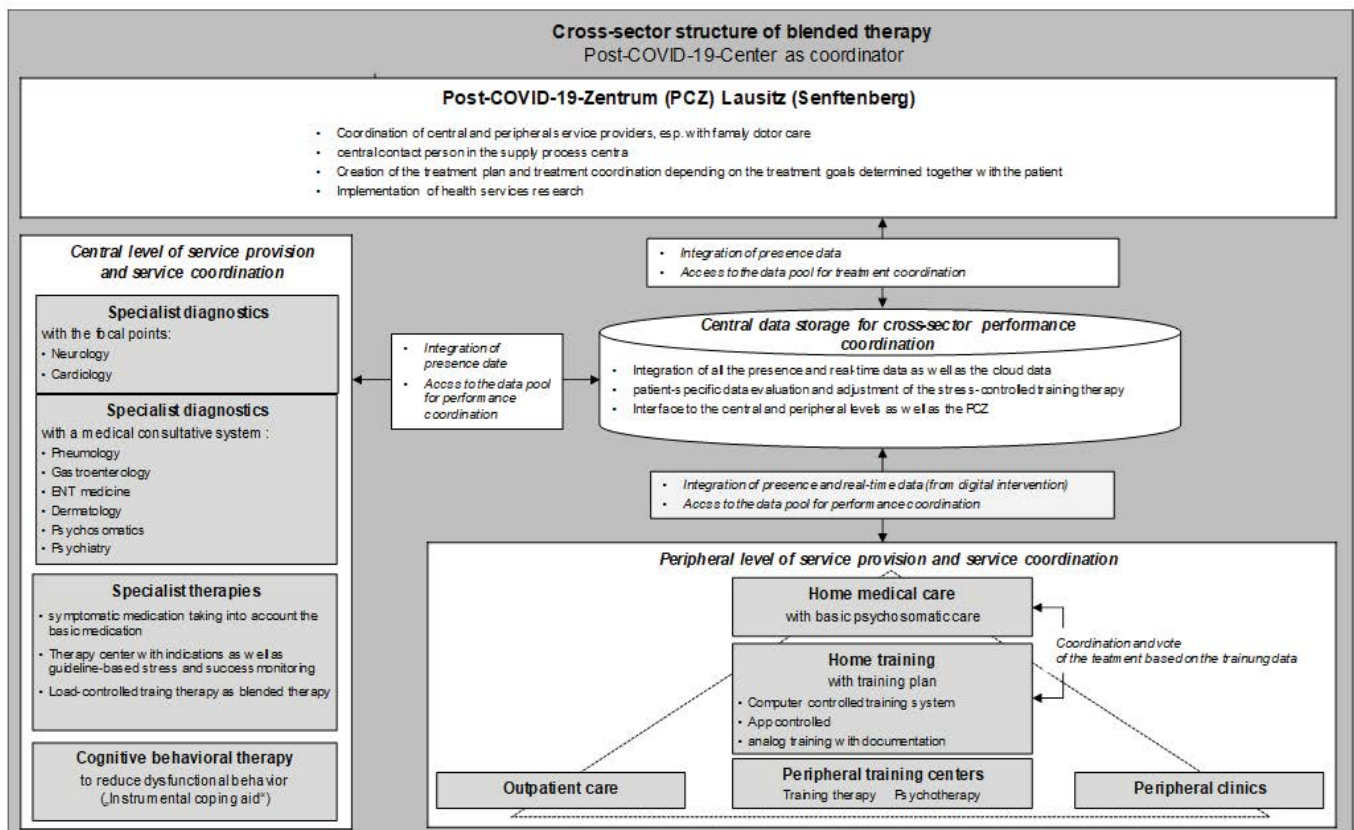 Cross-sector structure of blended therapy
Post-COVID-19-Center as coordinator
Post-COVID-19-Zentrum (PCZ) Lausitz (Senftenberg)
• Coordination of central and peripheral service providers, esp. with famaly dotor care
• central contact person in the supply process centra
• Creation of the treatment plan and treatment coordination depending on the treatment goals determined together with the patient
• Implementation of health services research
Central level of service provision
and service coordination
Specialist diagnostics
with the focal points:
• Neurology
• Cardiology
Specialist diagnostics
with a medical consultative system :
• Pneumology
• Gastroenterology
• ENT medicine
• Dermatology
• Psychosomatics
• Psychiatry
Specialist therapies
• symptomatic medication taking into account the
basic medication
• Therapy center with indications as well as
guideline-based stress and success monitoring
• Load-controlled traing therapy as blended therapy
Cognitive behavioral therapy
to reduce dysfunctional behavior
(„Instrumental coping aid“)
• Integration of
presence date
• Access to the data pool
for performance
coordination
• Integration of presence data
• Access to the data pool for treatment coordination
Central data storage for cross-sector performance
coordination
• Integration of all the presence and real-time data as well as the cloud data
• patient-specific data evaluation and adjustment of the stress-controlled training therapy
• Interface to the central and peripheral levels as well as the PCZ
• Integration of presence and real-time data (from digital intervention)
• Access to the data pool for performance coordination
Peripheral level of service provision and service coordination
Home medical care
with basic psychosomatic care
Home training
with training plan
• Computer controlled training system
• App controlled
• analog training with documentation
Coordination and vote
of the teatment based on the trainung data
Outpatient care
Peripheral training centers
Training therapy Psychotherapy
Peripheral clinics